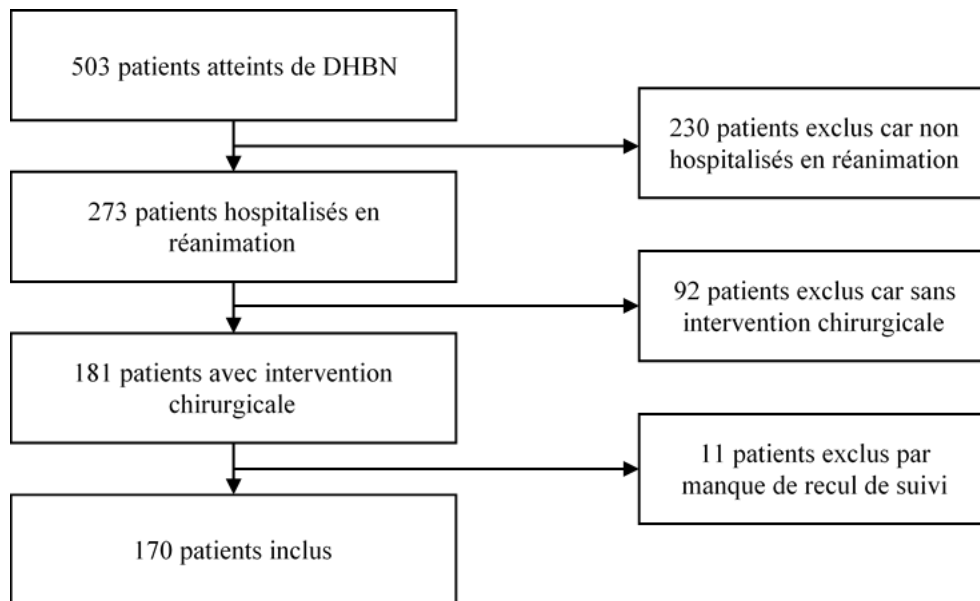 503 patients atteints de DHBN
230 patients exclus car non
hospitalisés en réanimation
273 patients hospitalisés en
réanimation
92 patients exclus car sans
intervention chirurgicale
181 patients avec intervention
chirurgicale
11 patients exclus par
manque de recul de suivi
170 patients inclus